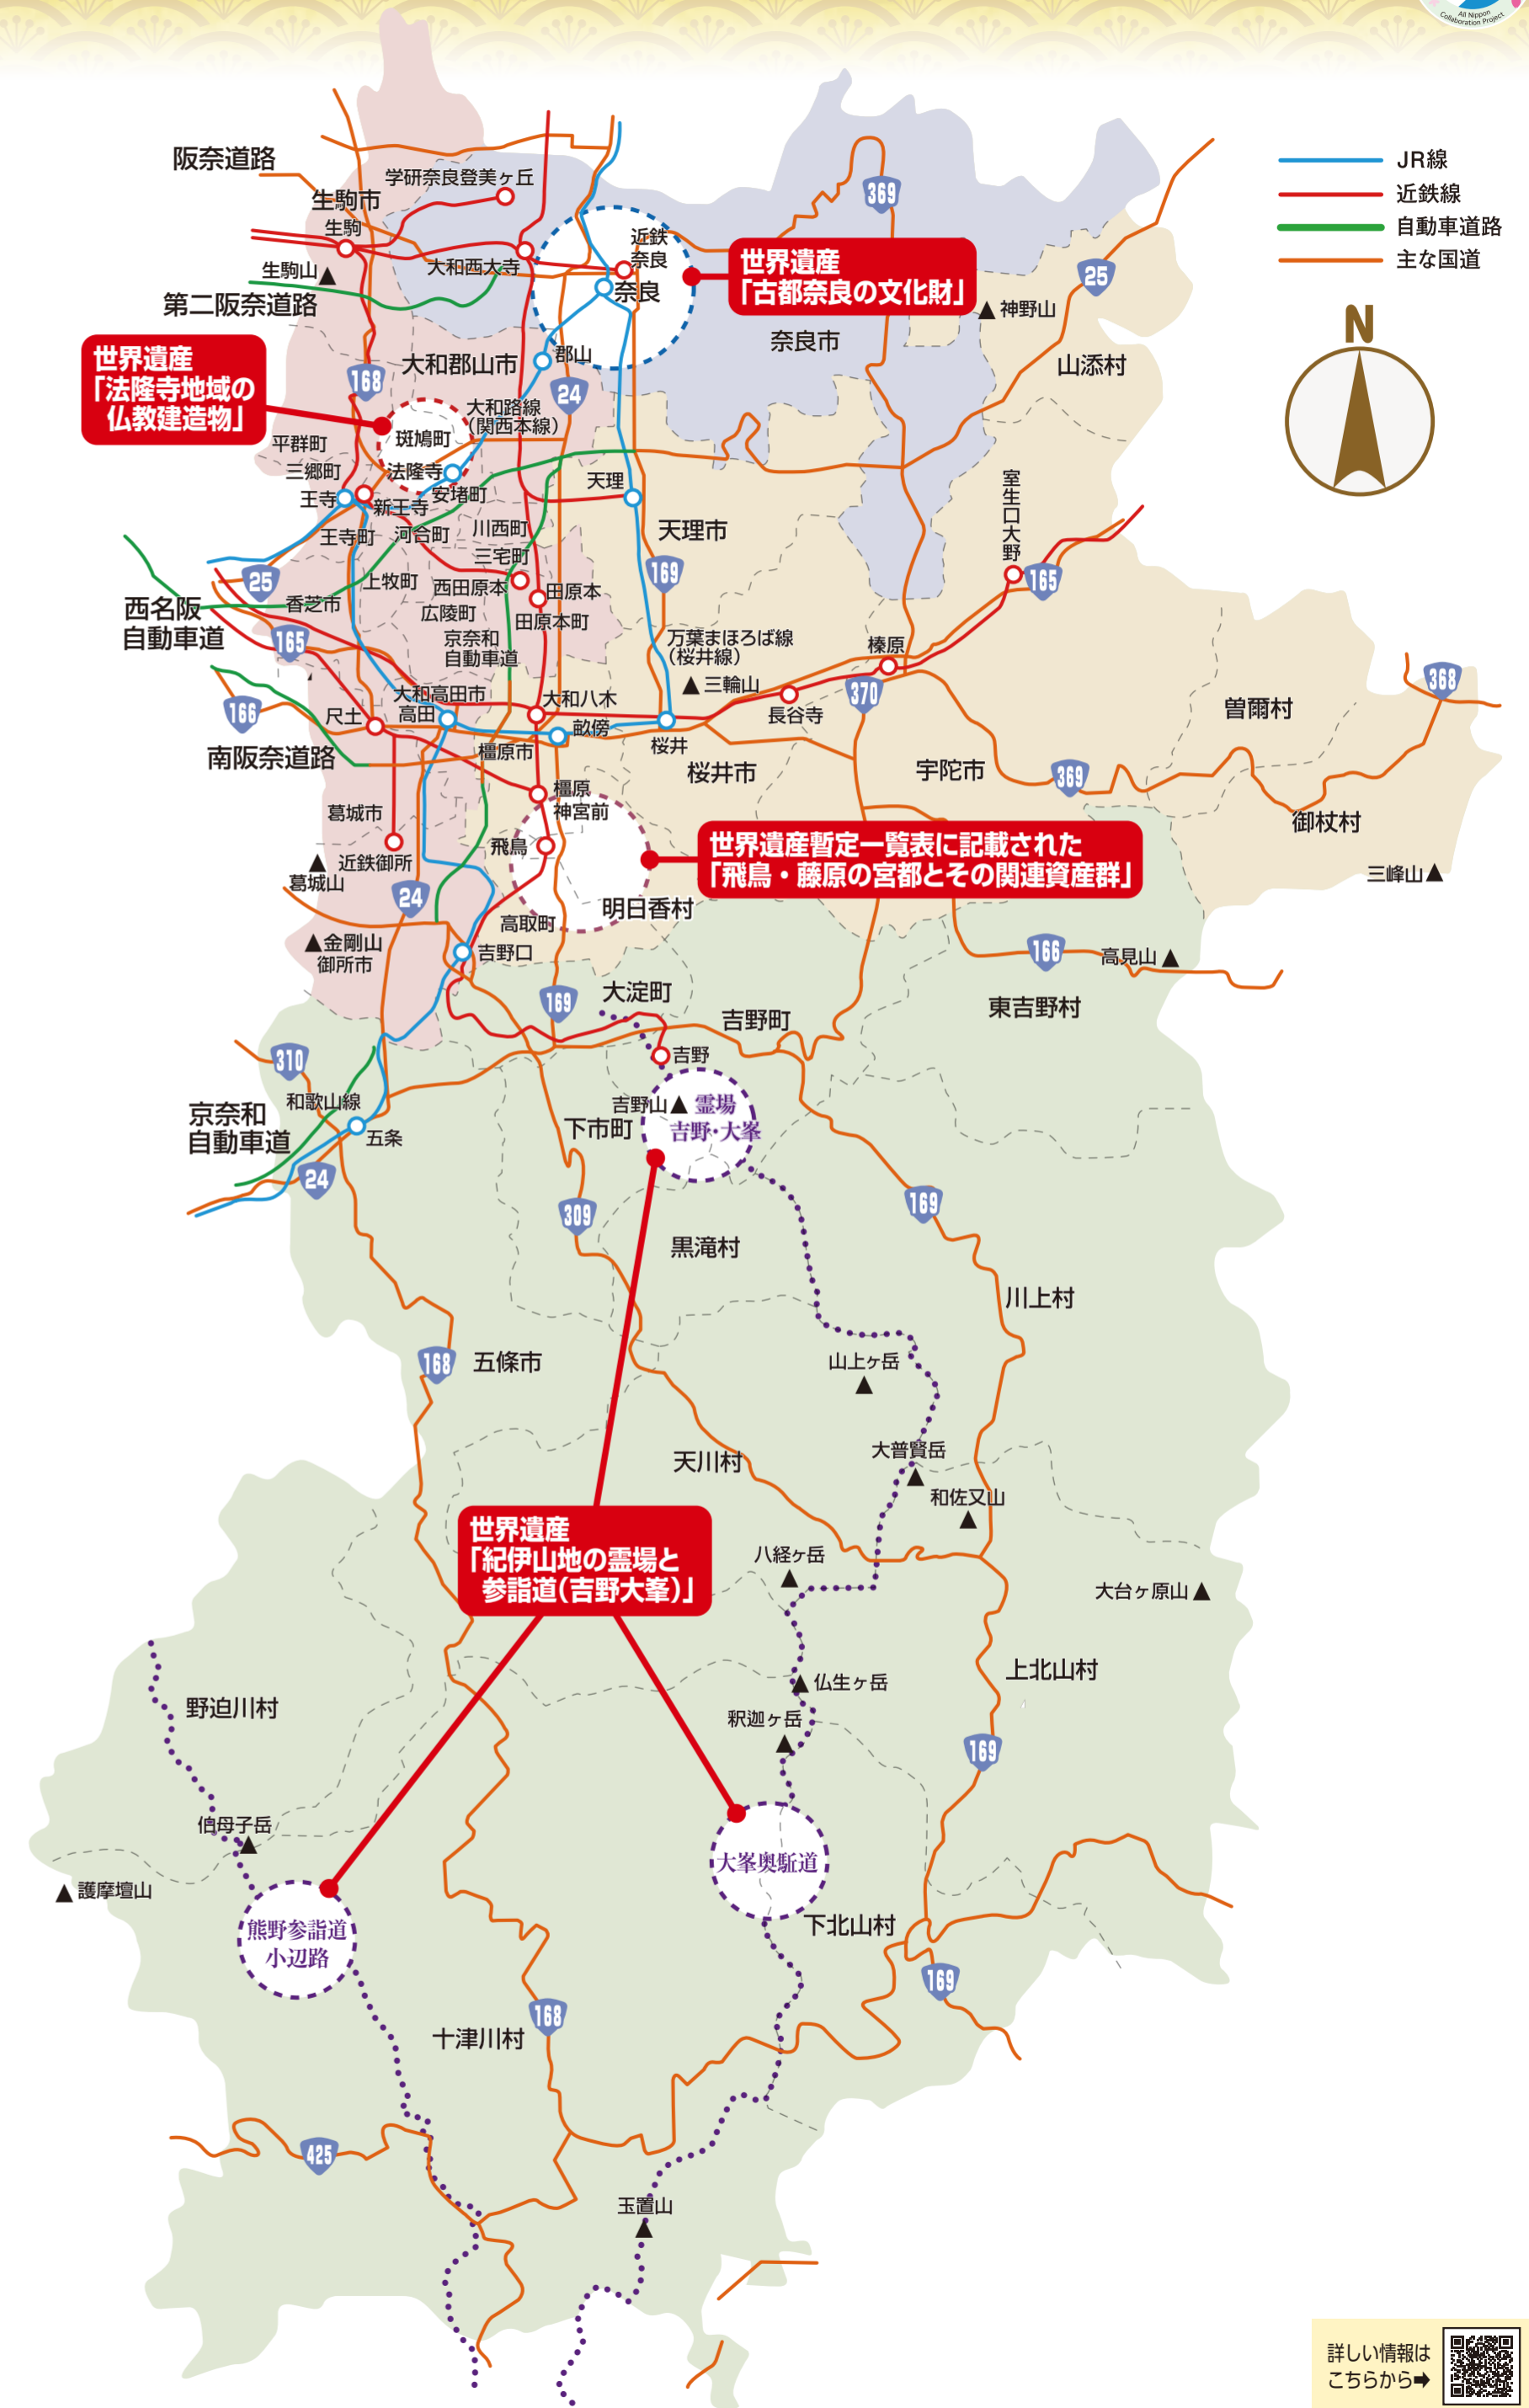 All Nippon
Collaboration Project
JR線
近鉄線
自動車道路
主な国道
N
阪奈道路
学研奈良登美ヶ丘
生駒市
生駒
369
近鉄
奈良
世界遺産
「古都奈良の文化財」
生駒山
大和西大寺
25
奈良
第二阪奈道路
神野山
奈良市
世界遺産
「法隆寺地域の
仏教建造物」
大和郡山市
郡山
山添村
168
24
大和路線
(関西本線)
斑鳩町
平群町
三郷町
法隆寺
天理
王寺
新王寺
安堵町
室生口大野
王寺町
河合町
川西町
天理市
三宅町
25
上牧町
西田原本
田原本
169
165
香芝市
広陵町
田原本町
西名阪
自動車道
165
京奈和
自動車道
万葉まほろば線
(桜井線)
榛原
三輪山
368
370
166
大和高田市
大和八木
長谷寺
曽爾村
尺土
高田
畝傍
桜井
南阪奈道路
橿原市
桜井市
宇陀市
369
橿原
神宮前
葛城市
御杖村
世界遺産暫定一覧表に記載された
「飛鳥・藤原の宮都とその関連資産群」
飛鳥
近鉄御所
葛城山
三峰山
24
明日香村
高取町
金剛山
御所市
吉野口
166
高見山
169
大淀町
東吉野村
吉野町
310
吉野
和歌山線
京奈和
自動車道
吉野山
霊場
吉野・大峯
下市町
五条
24
169
309
黒滝村
川上村
168
五條市
山上ヶ岳
大普賢岳
天川村
和佐又山
世界遺産
「紀伊山地の霊場と
参詣道(吉野大峯)」
八経ヶ岳
大台ヶ原山
上北山村
仏生ヶ岳
野迫川村
釈迦ヶ岳
169
伯母子岳
大峯奥駈道
護摩壇山
熊野参詣道
小辺路
下北山村
169
168
十津川村
425
玉置山
詳しい情報は
こちらから➡